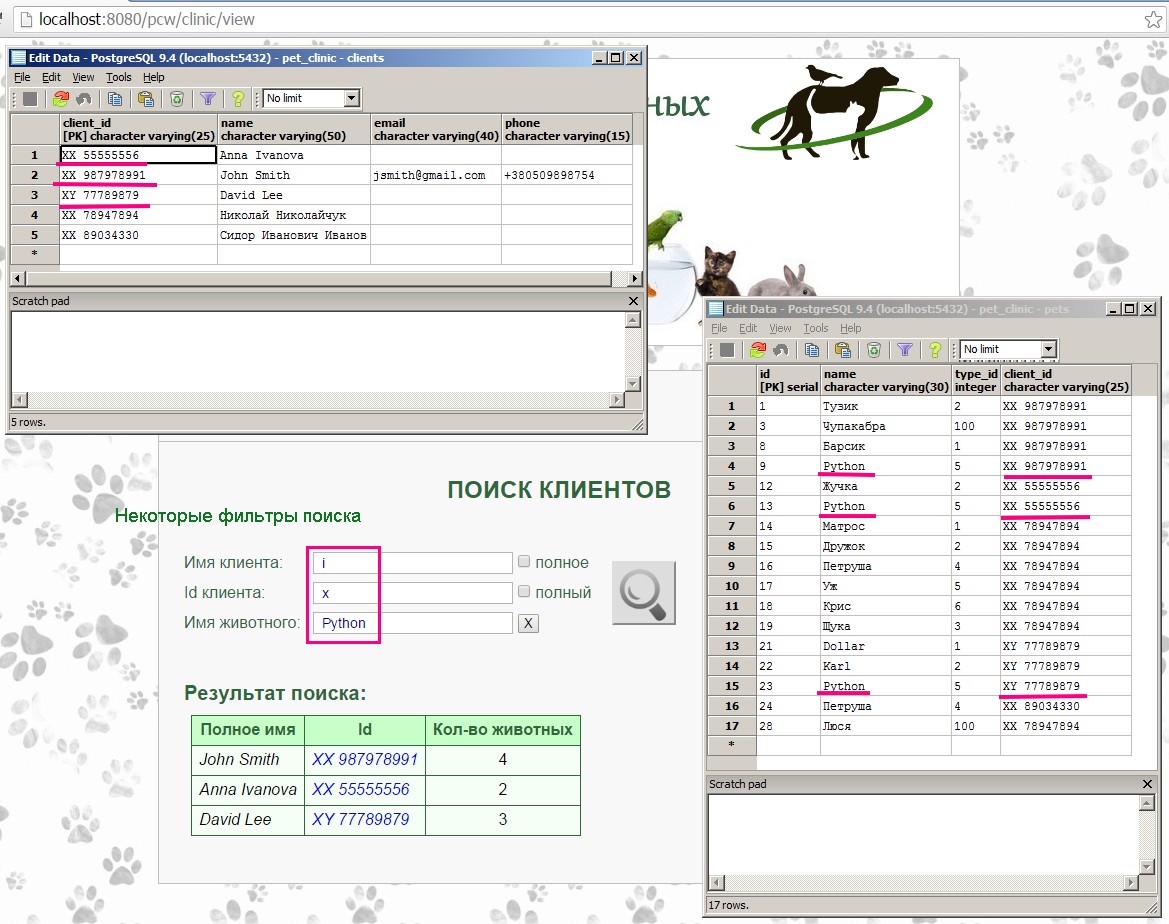 localhost:8080/pcw/clinic/view
Edit Data - PostgreSQL 9.4 (localhost:5432) - pet_clinic - clients
File Edit View Tools Help
No limit
client_id name email phone
[PK] character varying(25) character varying(50) character varying(40) character varying(15)
1 XX 55555556 Anna Ivanova
2 XX 987978991 John Smith jsmith@gmail.com +380509898754
3 XY 77789879 David Lee
4 XX 78947894 Николай Николайчук
5 XX 89034330 Сидор Иванович Иванов
*
Scratch pad
5 rows.
ных
Edit Data - PostgreSQL 9.4 (localhost:5432) - pet_clinic - pets
File Edit View Tools Help
No limit
id name type_id client_id
[PK] serial character varying(30) integer character varying(25)
1 1 Тузик 2 XX 987978991
2 3 Чупакабра 100 XX 987978991
3 8 Барсик 1 XX 987978991
4 9 Python 5 XX 987978991
5 12 Жучка 2 XX 55555556
6 13 Python 5 XX 55555556
7 14 Матрос 1 XX 78947894
8 15 Дружок 2 XX 78947894
9 16 Петруша 4 XX 78947894
10 17 Уж 5 XX 78947894
11 18 Крис 6 XX 78947894
12 19 Щука 3 XX 78947894
13 21 Dollar 1 XY 77789879
14 22 Karl 2 XY 77789879
15 23 Python 5 XY 77789879
16 24 Петруша 4 XX 89034330
17 28 Люся 100 XX 78947894
*
Scratch pad
17 rows.
ПОИСК КЛИЕНТОВ
Некоторые фильтры поиска
Имя клиента: i полное
Id клиента: x полный
Имя животного: Python X
Результат поиска:
Полное имя Id Кол-во животных
John Smith XX 987978991 4
Anna Ivanova XX 55555556 2
David Lee XY 77789879 3